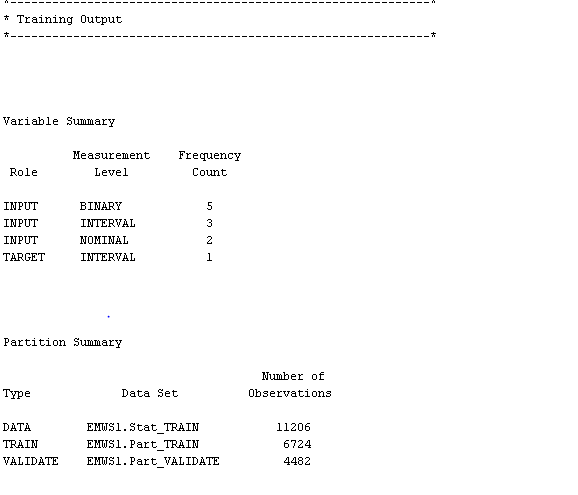 *------------------------------------------------------------*
* Training Output
*------------------------------------------------------------*
Variable Summary
Measurement Frequency
Role Level Count
INPUT BINARY 5
INPUT INTERVAL 3
INPUT NOMINAL 2
TARGET INTERVAL 1
Partition Summary
Number of
Type Data Set Observations
DATA EMWS1.Stat_TRAIN 11206
TRAIN EMWS1.Part_TRAIN 6724
VALIDATE EMWS1.Part_VALIDATE 4482